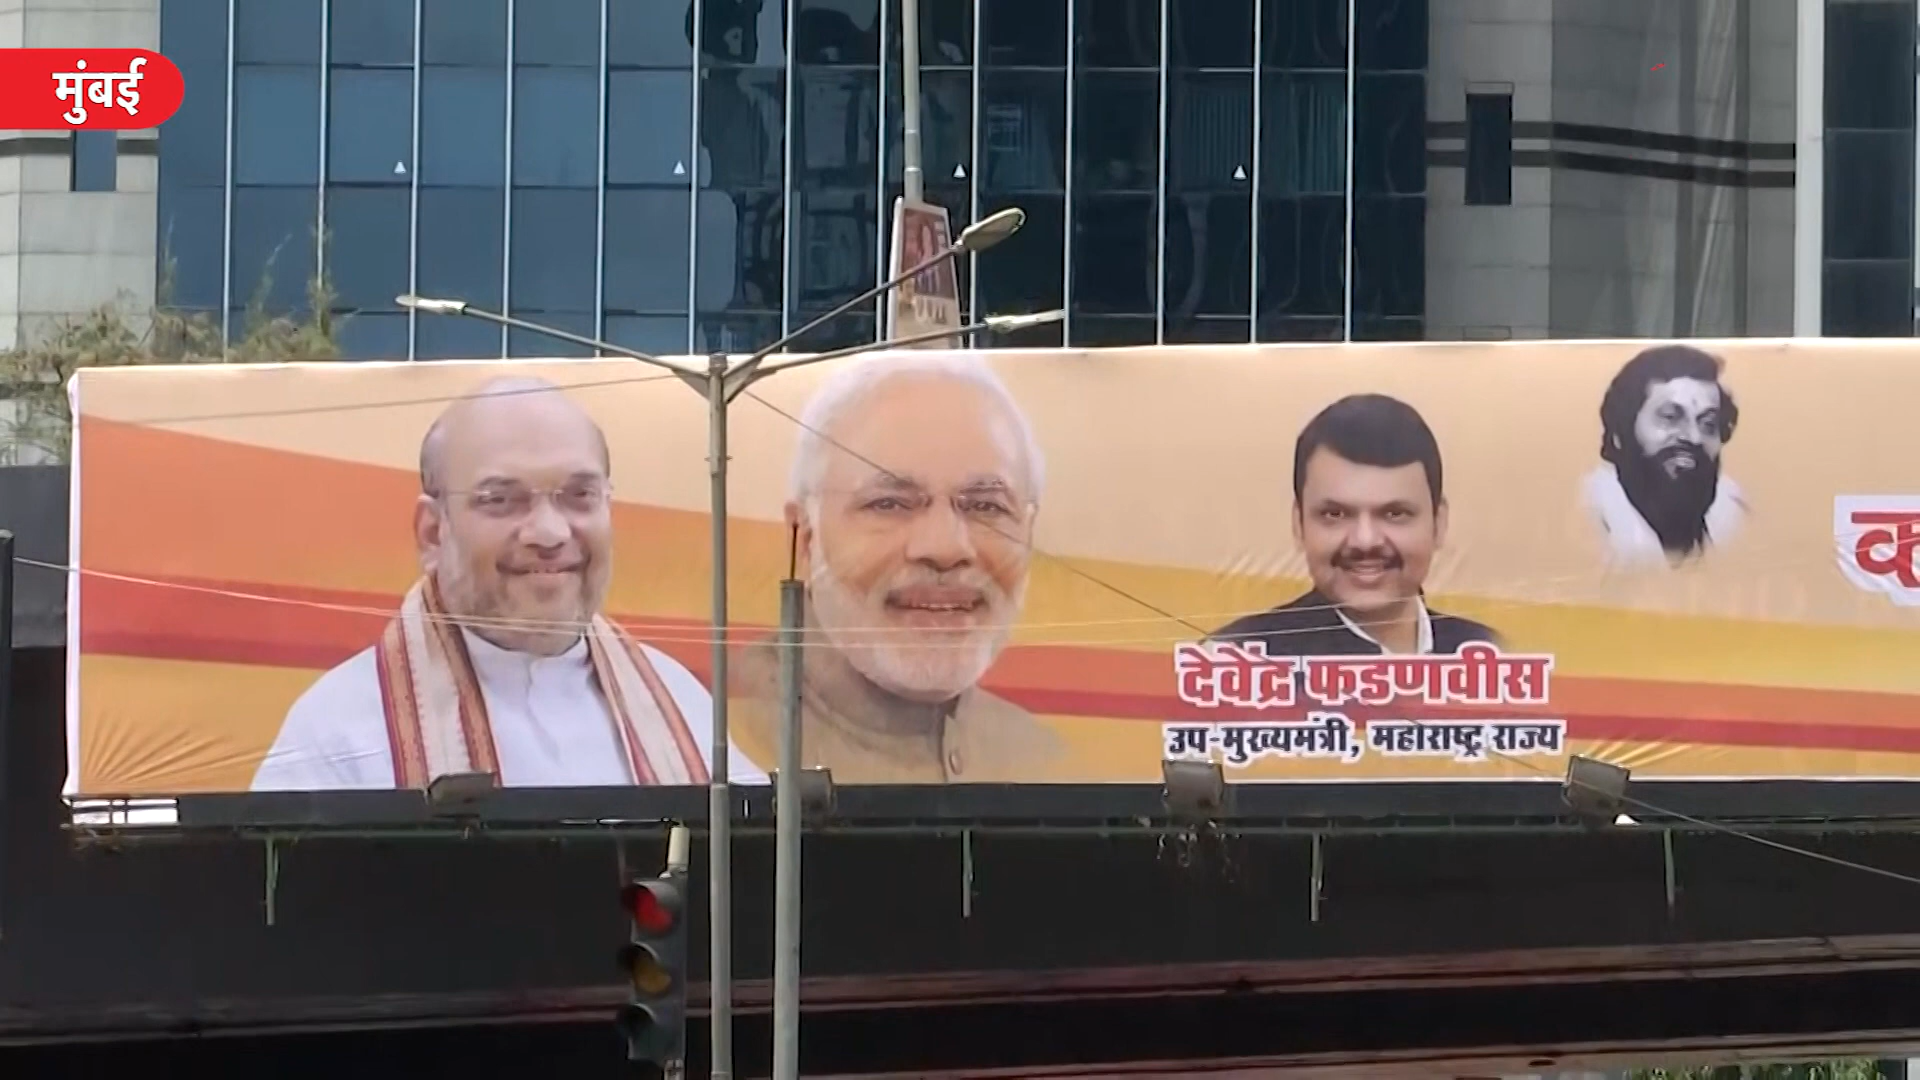 मुंबई
देवेंद्र फडणवीस
उप-मुख्यमंत्री, महाराष्ट्र राज्य